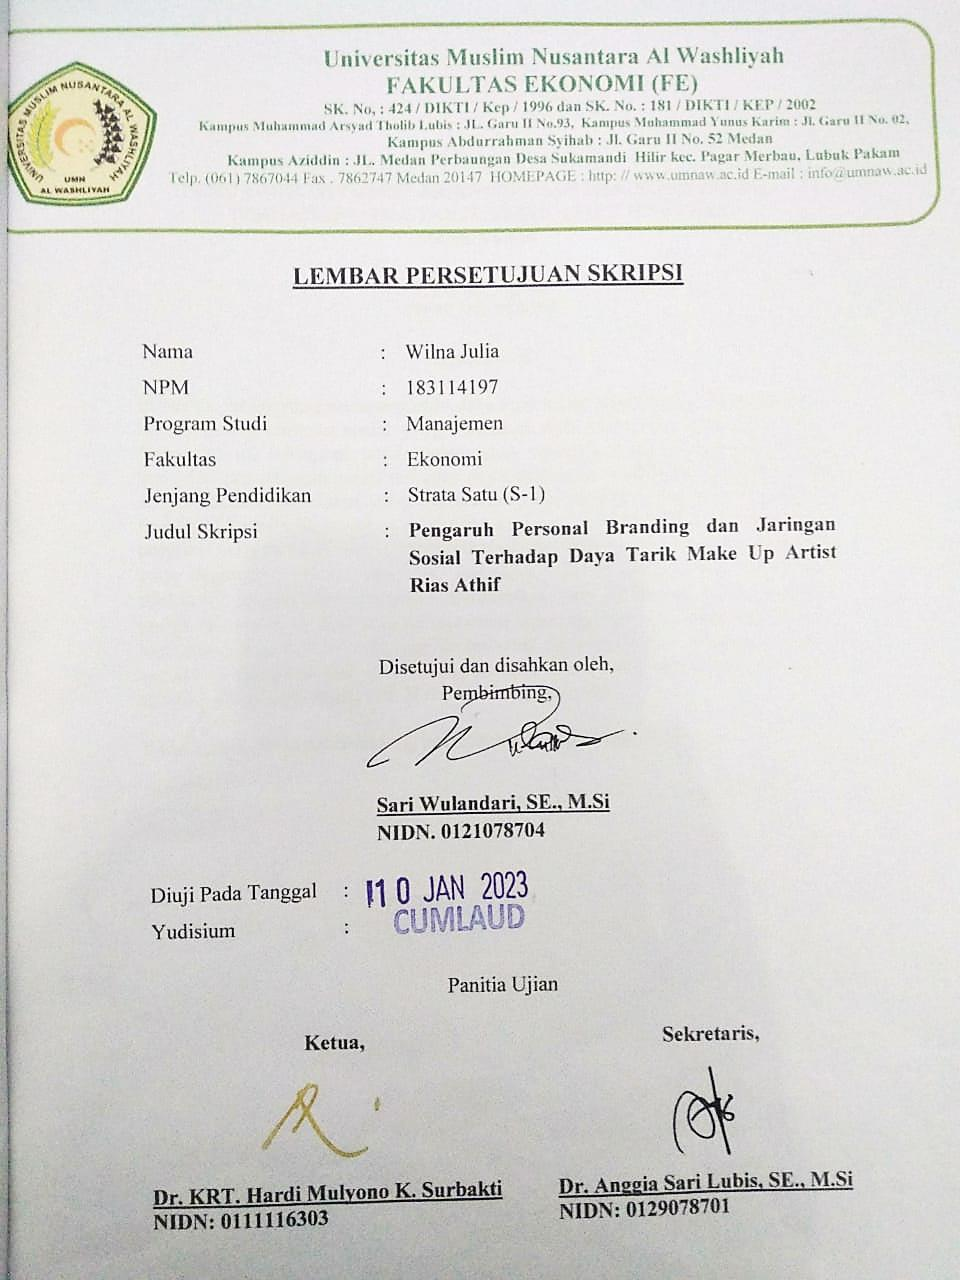 Universitas Muslim Nusantara Al Washliyah
FAKULTAS EKONOMI (FE)
SK. No, : 424 / DIKTI / Kep / 1996 dan SK. No. : 181 / DIKTI / KEP / 2002
Kampus Muhammad Arsyad Tholib Lubis : JL. Garu II No.93, Kampus Muhammad Yunus Karim : Jl. Garu II No. 02,
Kampus Abdurrahman Syihab : Jl. Garu II No. 52 Medan
Kampus Aziddin : JL. Medan Perbaungan Desa Sukamandi Hilir kec. Pagar Merbau, Lubuk Pakam
Telp. (061) 7867044 Fax . 7862747 Medan 20147 HOMEPAGE : http: // www.umnaw.ac.id E-mail : info@umnaw.ac.id
UNIVERSITAS MUSLIM NUSANTARA AL WASHLIYAH
UMN
AL WASHLIYAH
LEMBAR PERSETUJUAN SKRIPSI
Nama : Wilna Julia
NPM : 183114197
Program Studi : Manajemen
Fakultas : Ekonomi
Jenjang Pendidikan : Strata Satu (S-1)
Judul Skripsi : Pengaruh Personal Branding dan Jaringan
Sosial Terhadap Daya Tarik Make Up Artist
Rias Athif
Disetujui dan disahkan oleh,
Pembimbing,
Sari Wulandari, SE., M.Si
NIDN. 0121078704
Diuji Pada Tanggal : 10 JAN 2023
Yudisium : CUMLAUD
Panitia Ujian
Ketua,
Sekretaris,
Dr. KRT. Hardi Mulyono K. Surbakti
NIDN: 0111116303
Dr. Anggia Sari Lubis, SE., M.Si
NIDN: 0129078701